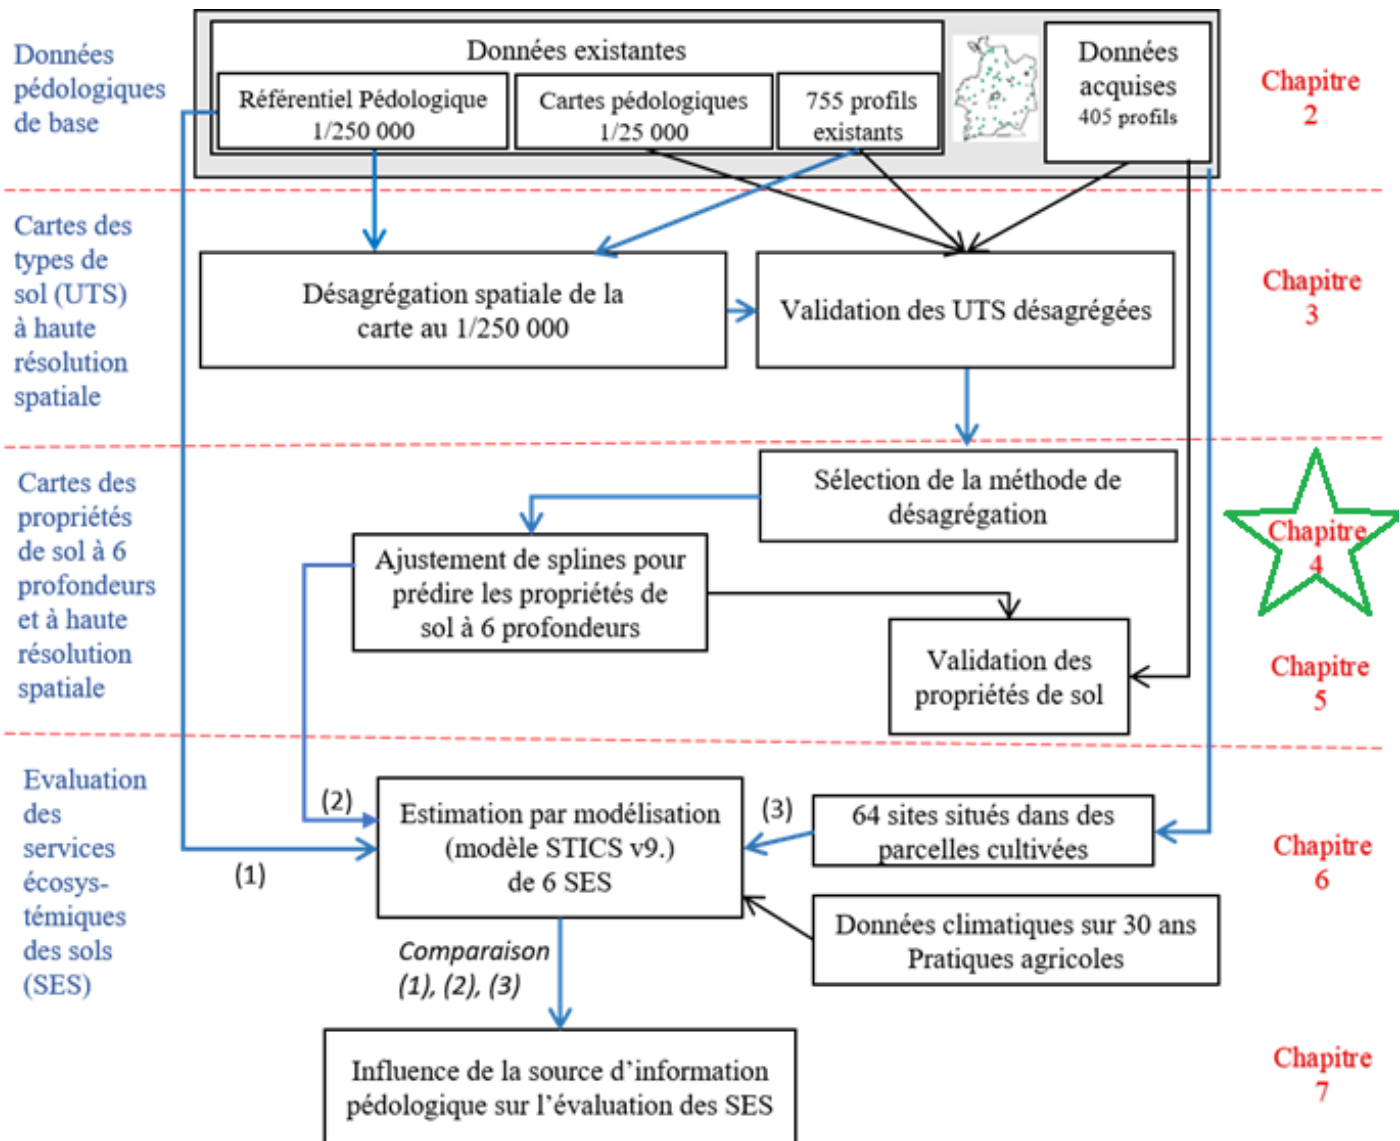 Données
pédologiques
de base
Données existantes
Référentiel Pédologique
1/250 000
Cartes pédologiques
1/25 000
755 profils
existants
Données
acquises
405 profils
Chapitre
2
Cartes des
types de
sol (UTS)
à haute
résolution
spatiale
Désagrégation spatiale de la
carte au 1/250 000
Validation des UTS désagrégées
Chapitre
3
Cartes des
propriétés
de sol à 6
profondeurs
et à haute
résolution
spatiale
Sélection de la méthode de
désagrégation
Chapitre
4
Ajustement de splines pour
prédire les propriétés de
sol à 6 profondeurs
Validation des
propriétés de sol
Chapitre
5
Evaluation
des
services
écosys-
témiques
des sols
(SES)
(1)
(2)
Estimation par modélisation
(modèle STICS v9.)
de 6 SES
(3)
64 sites situés dans des
parcelles cultivées
Chapitre
6
Données climatiques sur 30 ans
Pratiques agricoles
Comparaison
(1), (2), (3)
Influence de la source d’information
pédologique sur l’évaluation des SES
Chapitre
7